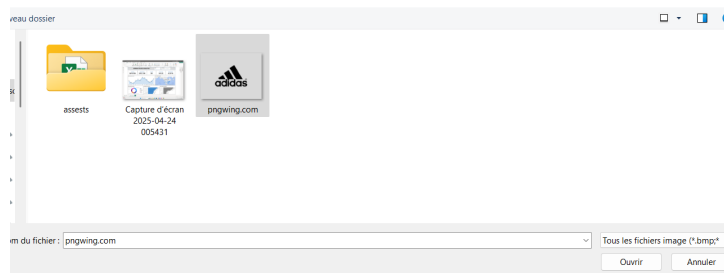 veau dossier
adidas
assests
Capture d'écran
2025-04-24
005431
pngwing.com
om du fichier : pngwing.com
Tous les fichiers image (*.bmp;*
Ouvrir
Annuler